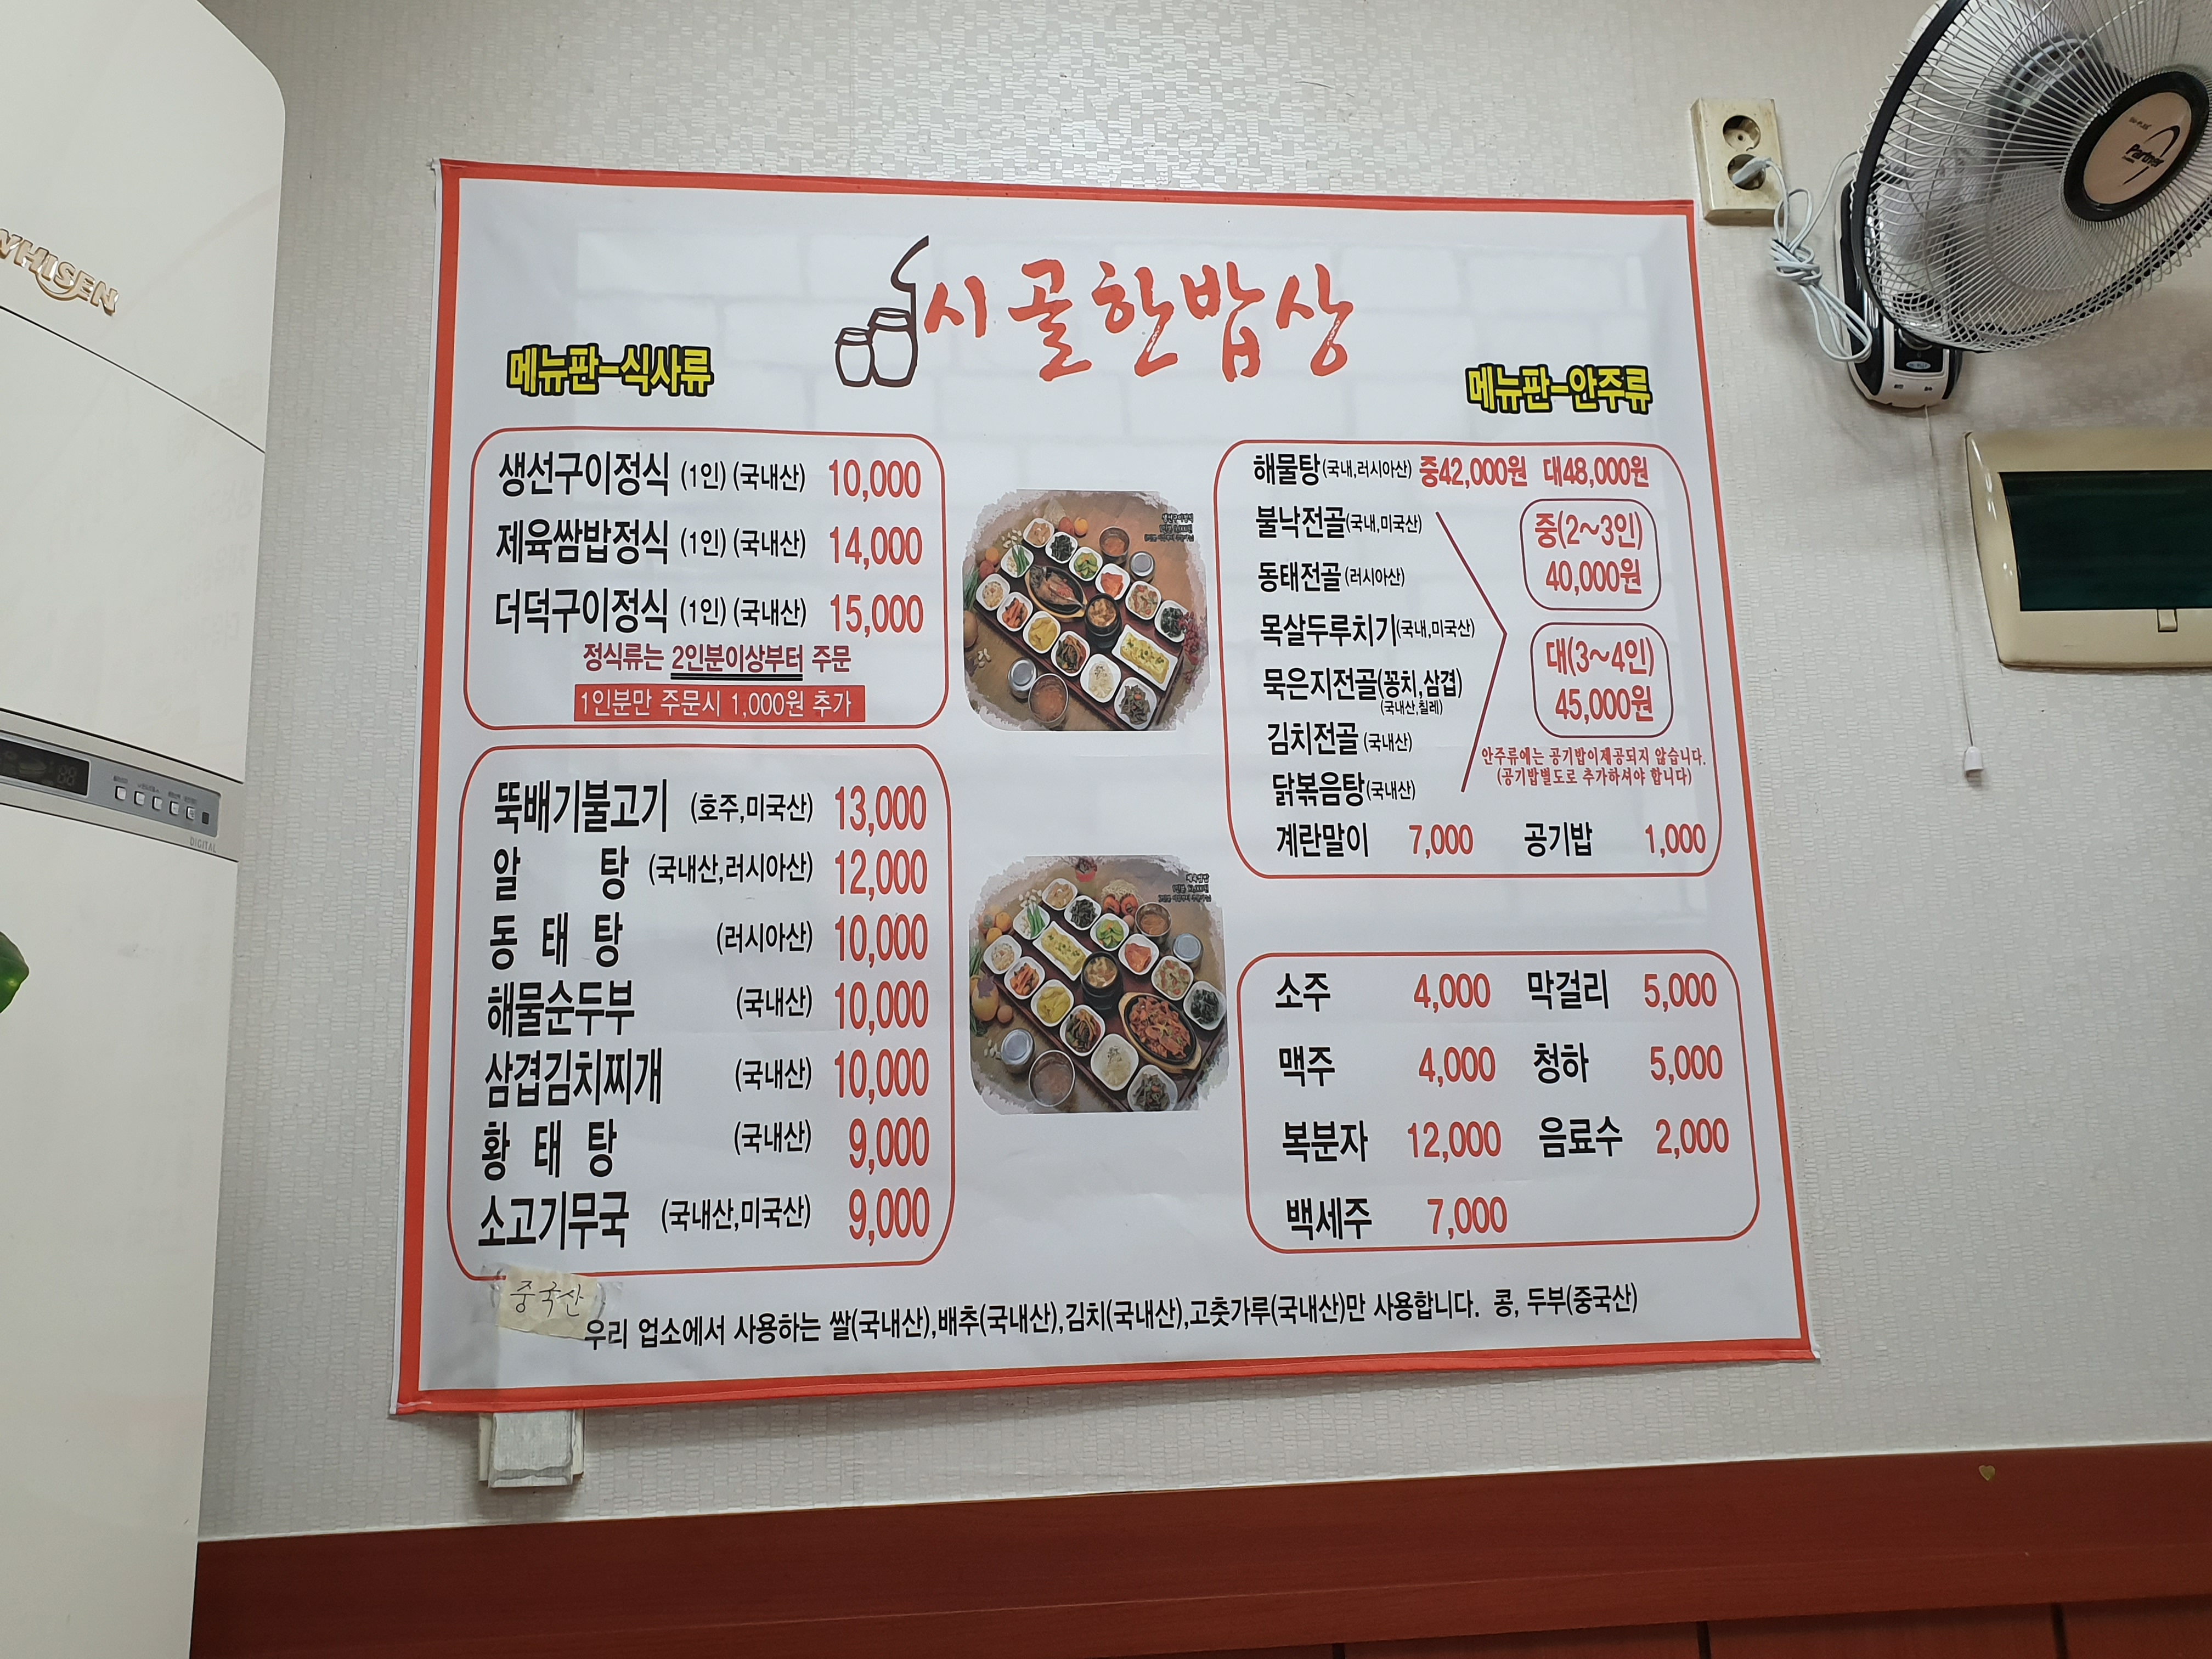 WHISEN
DIGITAL
Partner
시골한밥상
메뉴판-식사류
생선구이정식 (1인) (국내산) 10,000
제육쌈밥정식 (1인) (국내산) 14,000
더덕구이정식 (1인) (국내산) 15,000
정식류는 2인분이상부터 주문
1인분만 주문시 1,000원 추가
뚝배기불고기 (호주,미국산) 13,000
알 탕 (국내산,러시아산) 12,000
동 태 탕 (러시아산) 10,000
해물순두부 (국내산) 10,000
삼겹김치찌개 (국내산) 10,000
황 태 탕 (국내산) 9,000
소고기무국 (국내산,미국산) 9,000
메뉴판-안주류
해물탕(국내,러시아산) 중42,000원 대48,000원
불낙전골(국내,미국산)
동태전골(러시아산)
목살두루치기(국내,미국산)
묵은지전골(꽁치,삼겹)
(국내산,칠레)
김치전골 (국내산)
닭볶음탕(국내산)
중(2~3인)
40,000원
대(3~4인)
45,000원
안주류에는 공기밥이제공되지 않습니다.
(공기밥별도로 추가하셔야 합니다)
계란말이 7,000 공기밥 1,000
소주 4,000 막걸리 5,000
맥주 4,000 청하 5,000
복분자 12,000 음료수 2,000
백세주 7,000
중국산
우리 업소에서 사용하는 쌀(국내산),배추(국내산),김치(국내산),고춧가루(국내산)만 사용합니다. 콩, 두부(중국산)